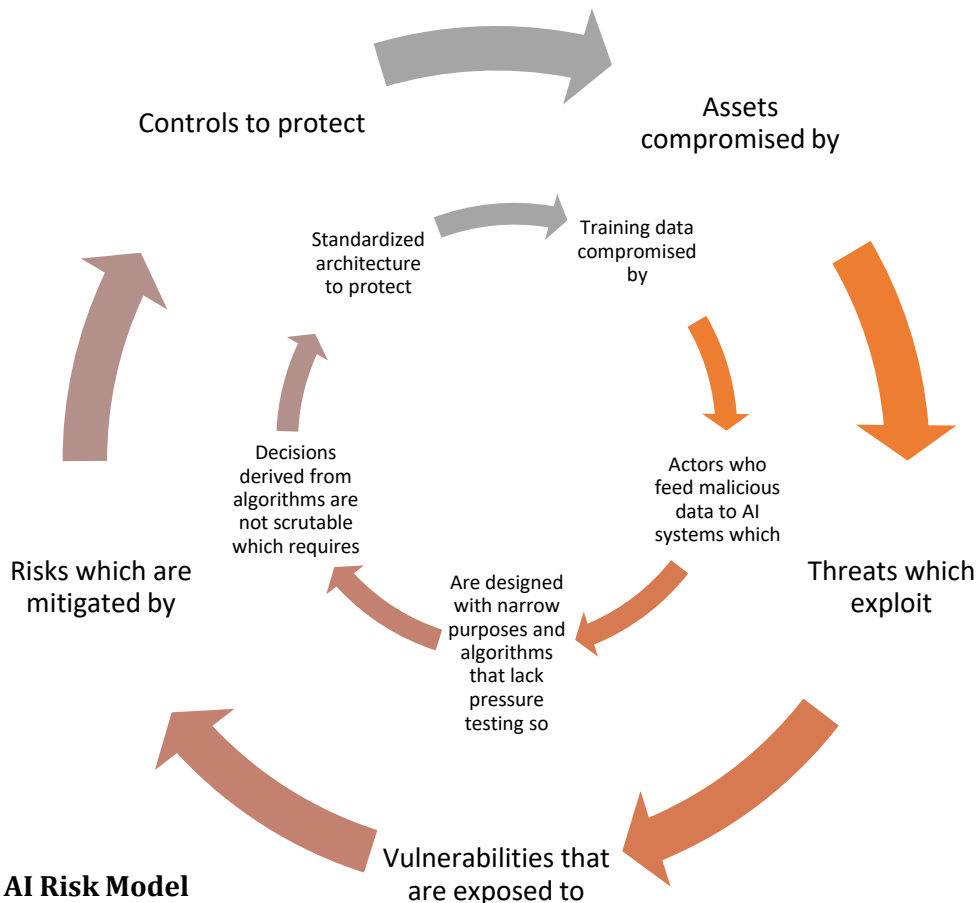 Controls to protect
Assets
compromised by
Standardized
architecture
to protect
Training data
compromised
by
Decisions
derived from
algorithms are
not scrutable
which requires
Actors who
feed malicious
data to AI
systems which
Risks which are
mitigated by
Are designed
with narrow
purposes and
algorithms
that lack
pressure
testing so
Threats which
exploit
Vulnerabilities that
are exposed to
AI Risk Model